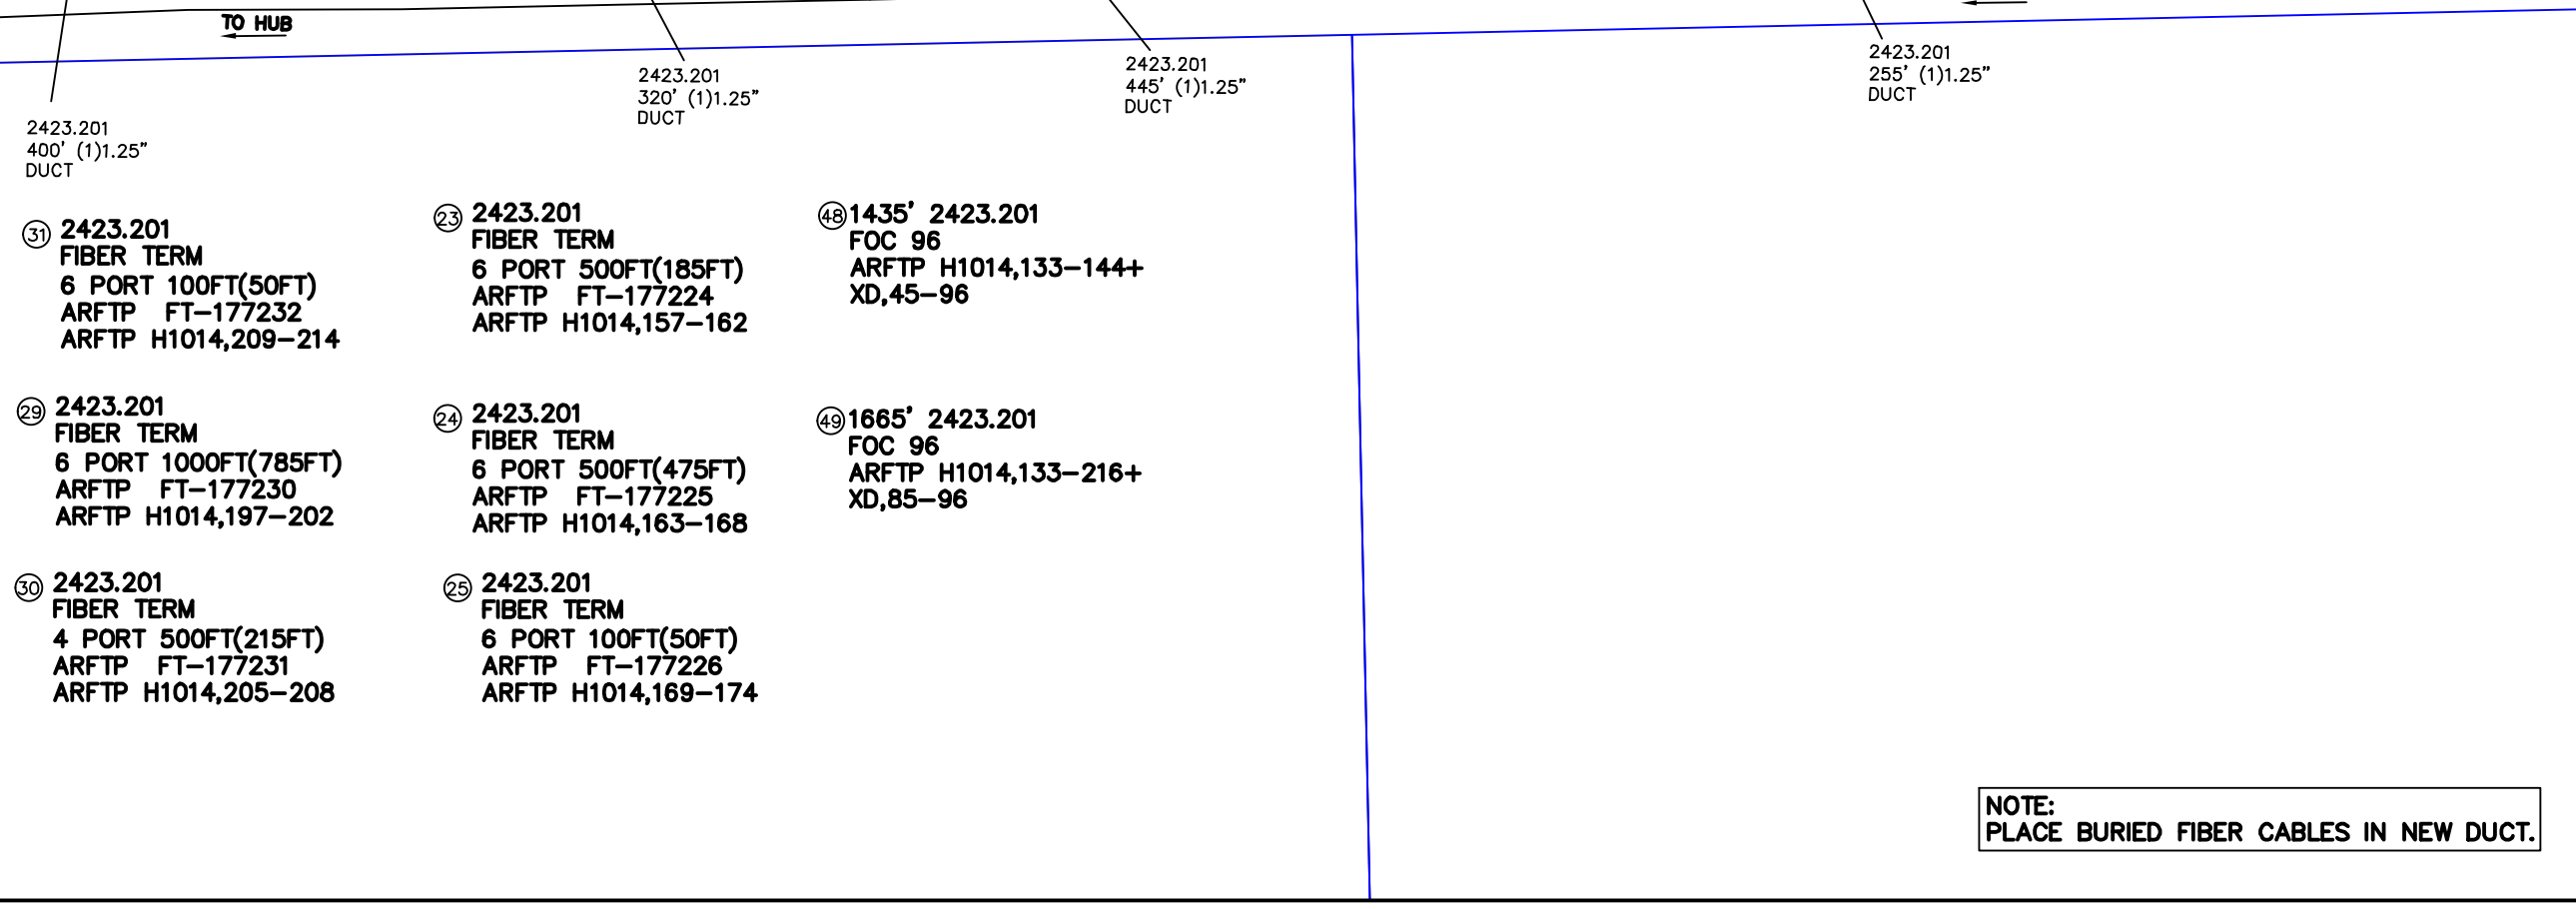 TO HUB
2423.201
400' (1)1.25"
DUCT
2423.201
320' (1)1.25"
DUCT
2423.201
445' (1)1.25"
DUCT
2423.201
255' (1)1.25"
DUCT
31 2423.201
FIBER TERM
6 PORT 100FT(50FT)
ARFTP FT-177232
ARFTP H1014,209-214
29 2423.201
FIBER TERM
6 PORT 1000FT(785FT)
ARFTP FT-177230
ARFTP H1014,197-202
30 2423.201
FIBER TERM
4 PORT 500FT(215FT)
ARFTP FT-177231
ARFTP H1014,205-208
23 2423.201
FIBER TERM
6 PORT 500FT(185FT)
ARFTP FT-177224
ARFTP H1014,157-162
24 2423.201
FIBER TERM
6 PORT 500FT(475FT)
ARFTP FT-177225
ARFTP H1014,163-168
25 2423.201
FIBER TERM
6 PORT 100FT(50FT)
ARFTP FT-177226
ARFTP H1014,169-174
48 1435' 2423.201
FOC 96
ARFTP H1014,133-144+
XD,45-96
49 1665' 2423.201
FOC 96
ARFTP H1014,133-216+
XD,85-96
NOTE:
PLACE BURIED FIBER CABLES IN NEW DUCT.